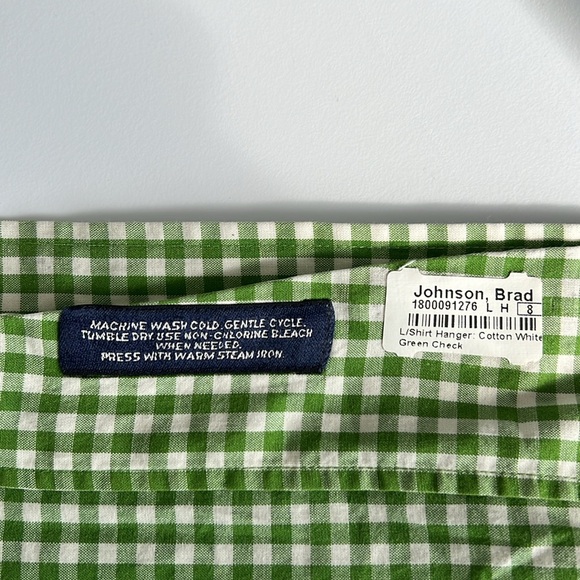 MACHINE WASH COLD, GENTLE CYCLE.
TUMBLE DRY. USE NON-CHLORINE BLEACH
WHEN NEEDED.
PRESS WITH WARM STEAM IRON.
Johnson, Brad
1800091276 L H 8
L/Shirt Hanger: Cotton White
Green Check